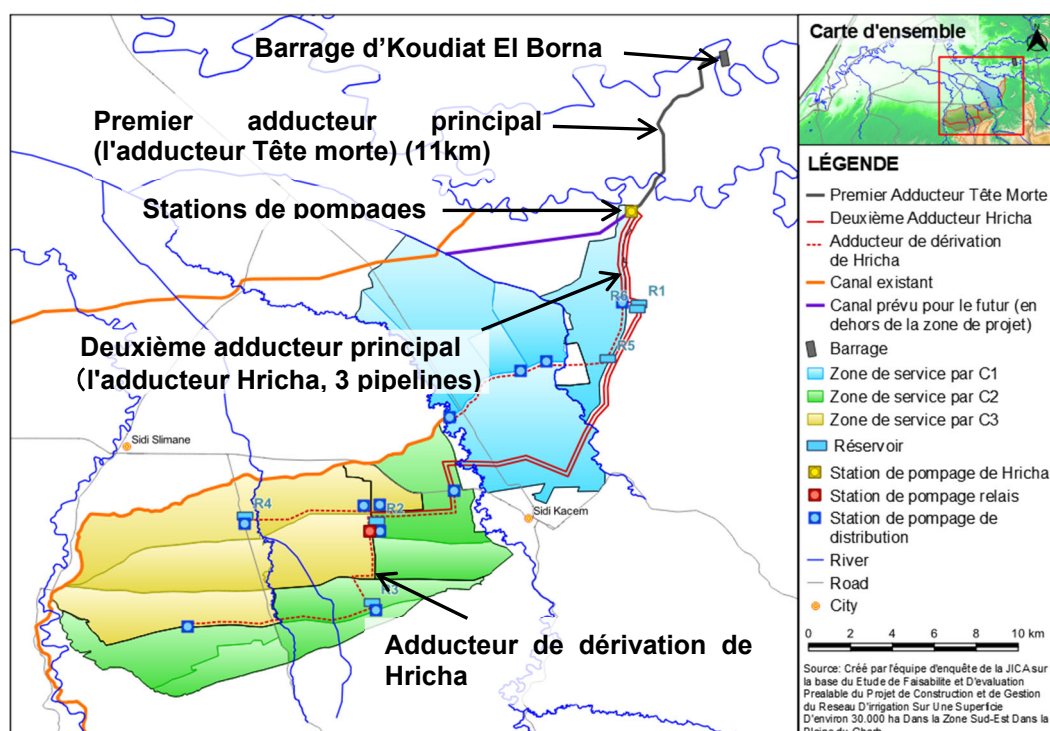 Barrage d'Koudiat El Borna
Premier adducteur principal
(l'adducteur Tête morte) (11km)
Stations de pompages
R6
R1
R5
Deuxième adducteur principal
(l'adducteur Hricha, 3 pipelines)
Sidi Slimane
R4
R2
Sidi Kacem
R3
Adducteur de dérivation de
Hricha
Carte d'ensemble
LÉGENDE
Premier Adducteur Tête Morte
Deuxième Adducteur Hricha
Adducteur de dérivation
de Hricha
Canal existant
Canal prévu pour le futur (en
dehors de la zone de projet)
Barrage
Zone de service par C1
Zone de service par C2
Zone de service par C3
Réservoir
Station de pompage de Hricha
Station de pompage relais
Station de pompage de
distribution
River
Road
City
0 2 4 6 8 10 km
Source: Créé par l'équipe d'enquête de la JICA sur
la base du Etude de Faisabilite et D'evaluation
Prealable du Projet de Construction et de Gestion
du Reseau D'irrigation Sur Une Superficie
D'environ 30.000 ha Dans la Zone Sud-Est Dans la
Plaine du Gharb